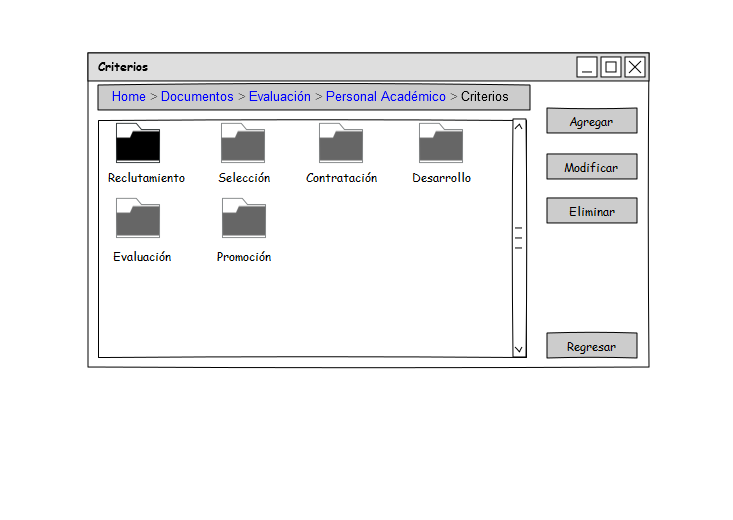 Criterios
Home > Documentos > Evaluación > Personal Académico > Criterios
Agregar
Reclutamiento Selección Contratación Desarrollo
Modificar
Eliminar
Evaluación Promoción
Regresar